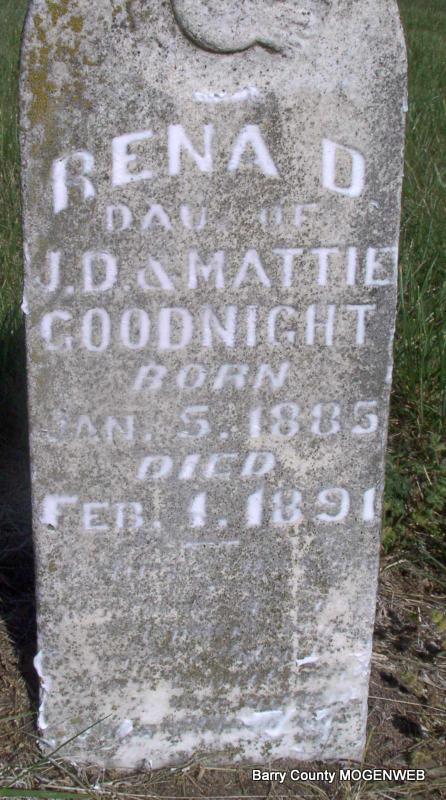 RENA D
DAU. OF
J.D. & MATTIE
GOODNIGHT
BORN
JAN. 5. 1885
DIED
FEB. 1. 1891
Barry County MOGENWEB